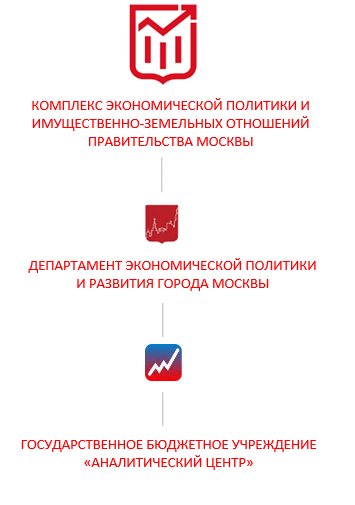 КОМПЛЕКС ЭКОНОМИЧЕСКОЙ ПОЛИТИКИ И
ИМУЩЕСТВЕННО-ЗЕМЕЛЬНЫХ ОТНОШЕНИЙ
ПРАВИТЕЛЬСТВА МОСКВЫ
ДЕПАРТАМЕНТ ЭКОНОМИЧЕСКОЙ ПОЛИТИКИ
И РАЗВИТИЯ ГОРОДА МОСКВЫ
ГОСУДАРСТВЕННОЕ БЮДЖЕТНОЕ УЧРЕЖДЕНИЕ
«АНАЛИТИЧЕСКИЙ ЦЕНТР»